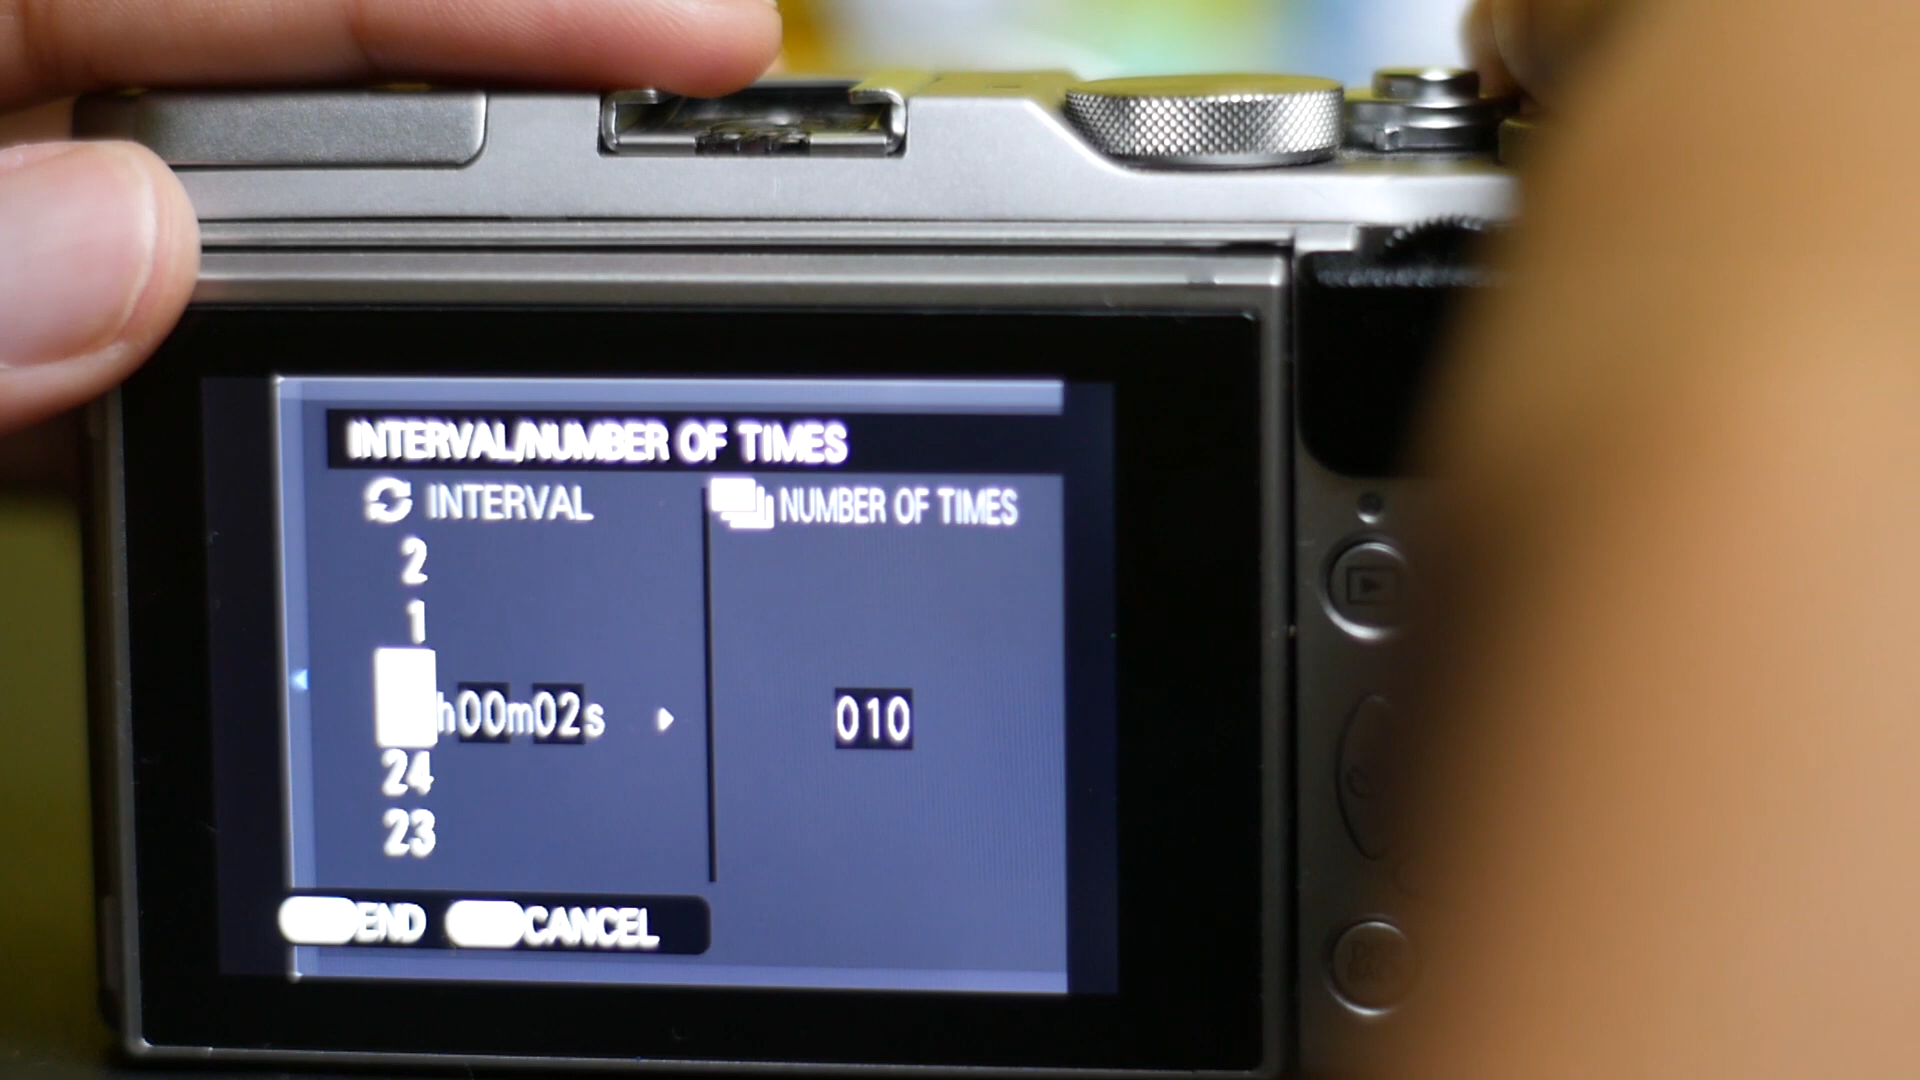 INTERVAL/NUMBER OF TIMES
INTERVAL
NUMBER OF TIMES
2
1
h00m02s
010
24
23
END CANCEL